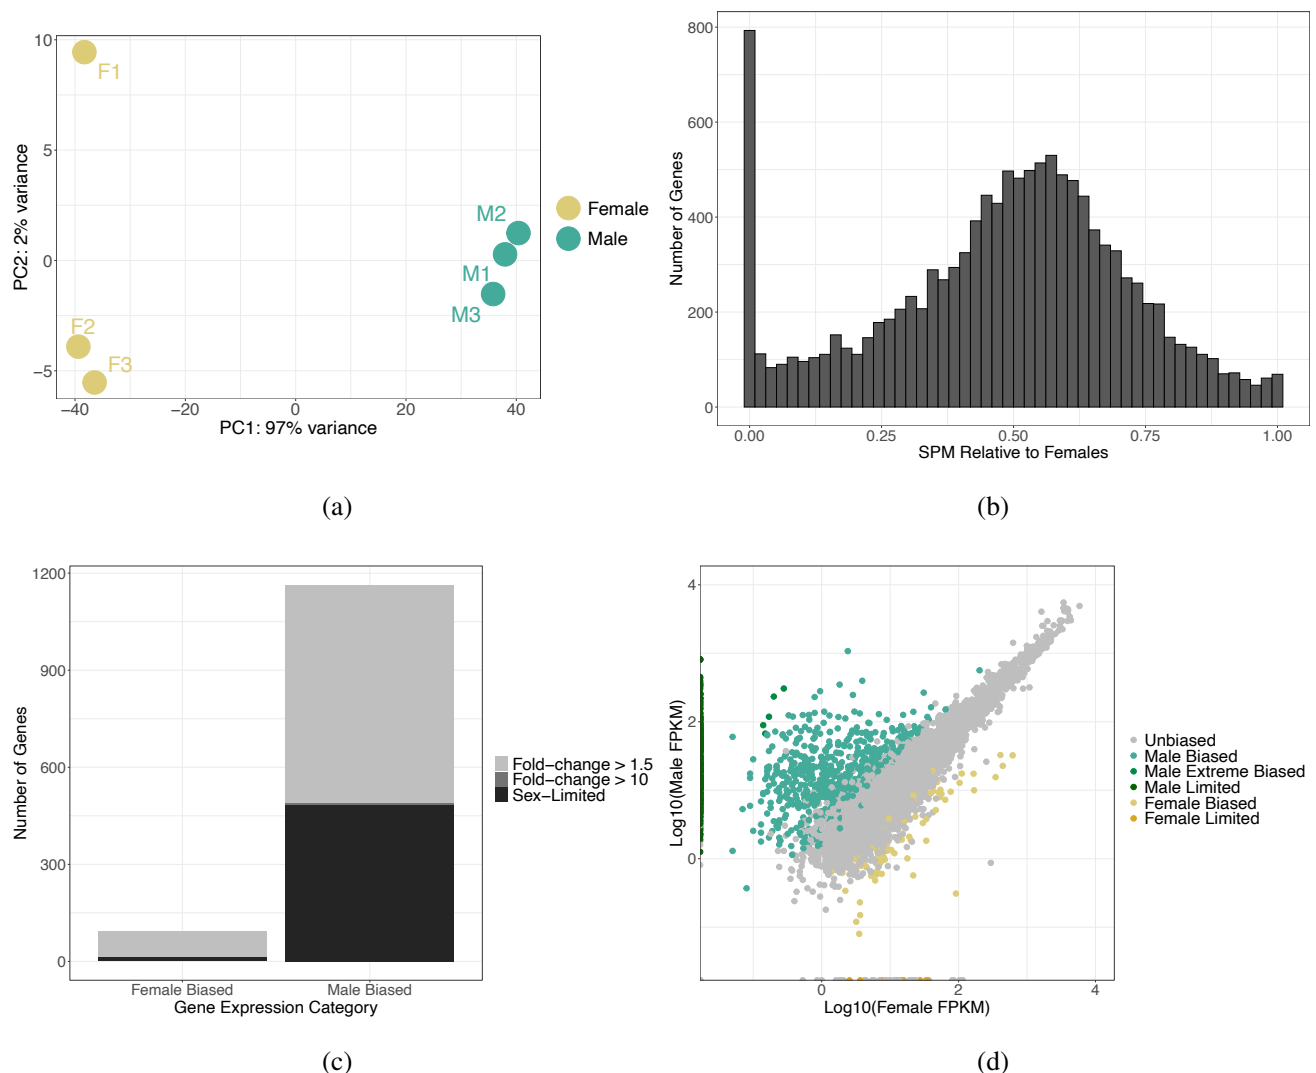 10
5
0
−5
−40
−20
0
20
40
PC2: 2% variance
PC1: 97% variance
F1
F2
F3
M2
M1
M3
Female
Male
(a)
800
600
400
200
0
0.00
0.25
0.50
0.75
1.00
Number of Genes
SPM Relative to Females
(b)
1200
900
600
300
0
Number of Genes
Female Biased
Male Biased
Gene Expression Category
Fold−change > 1.5
Fold−change > 10
Sex−Limited
(c)
4
2
0
0
2
4
Log10(Male FPKM)
Log10(Female FPKM)
Unbiased
Male Biased
Male Extreme Biased
Male Limited
Female Biased
Female Limited
(d)